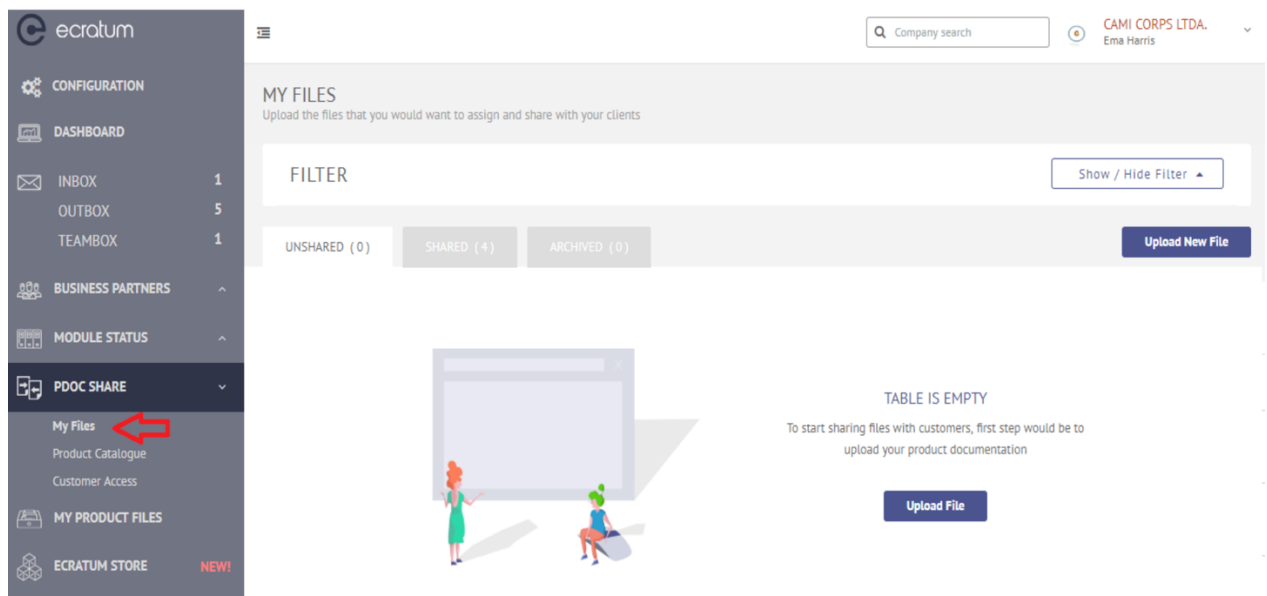 ecratum
Company search
CAMI CORPS LTDA.
Ema Harris
CONFIGURATION
DASHBOARD
INBOX 1
OUTBOX 5
TEAMBOX 1
BUSINESS PARTNERS
MODULE STATUS
PDOC SHARE
My Files
Product Catalogue
Customer Access
MY PRODUCT FILES
ECRATUM STORE NEW!
MY FILES
Upload the files that you would want to assign and share with your clients
FILTER
Show / Hide Filter
UNSHARED (0) SHARED (4) ARCHIVED (0)
Upload New File
TABLE IS EMPTY
To start sharing files with customers, first step would be to
upload your product documentation
Upload File